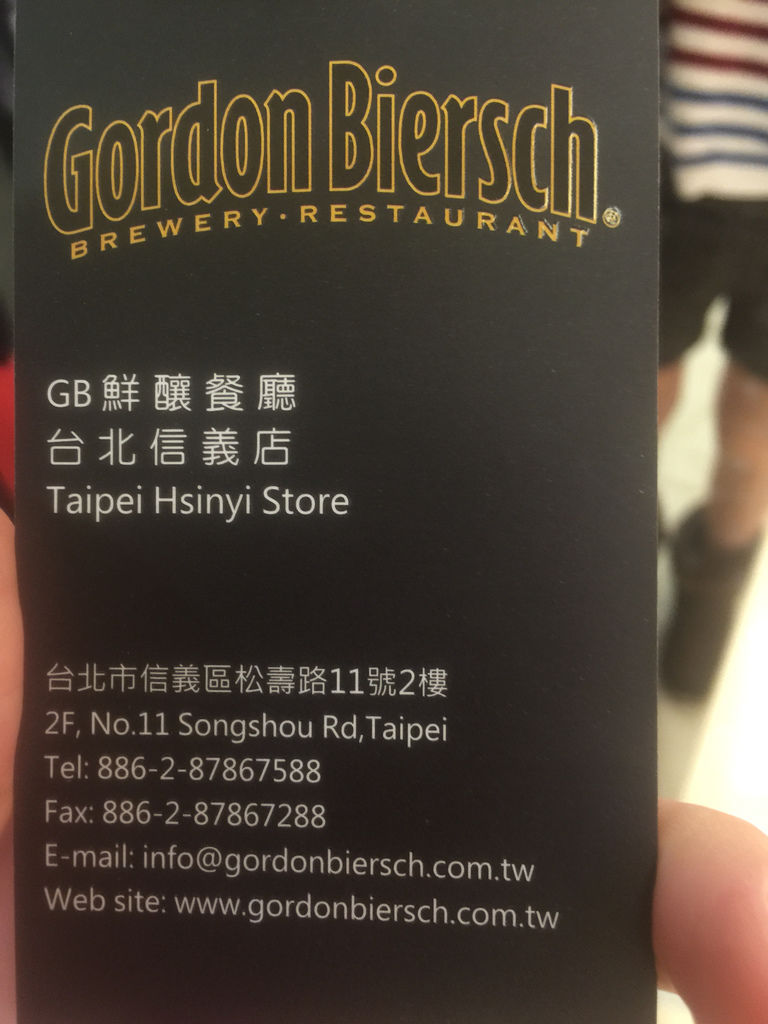 Gordon Biersch®
BREWERY·RESTAURANT
GB 鮮釀餐廳
台北信義店
Taipei Hsinyi Store
台北市信義區松壽路11號2樓
2F, No.11 Songshou Rd,Taipei
Tel: 886-2-87867588
Fax: 886-2-87867288
E-mail: info@gordonbiersch.com.tw
Web site: www.gordonbiersch.com.tw